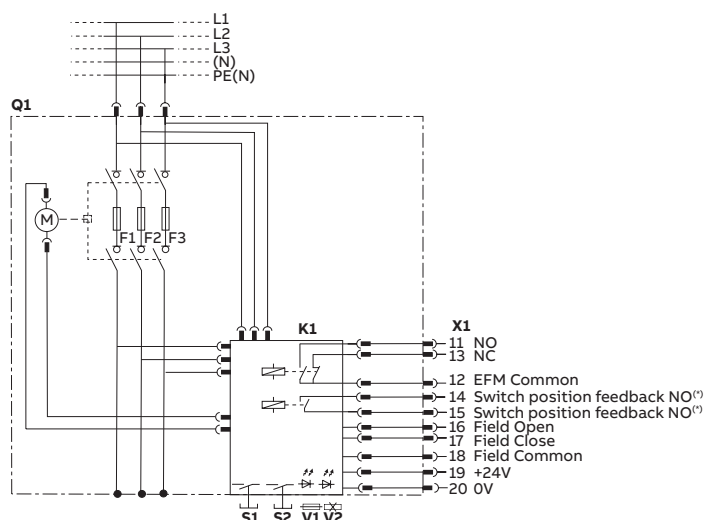 L1
L2
L3
(N)
PE(N)
Q1
M
F1 F2 F3
K1
X1
11 NO
13 NC
12 EFM Common
14 Switch position feedback NO(*)
15 Switch position feedback NO(*)
16 Field Open
17 Field Close
18 Field Common
19 +24V
20 0V
S1 S2 V1 V2